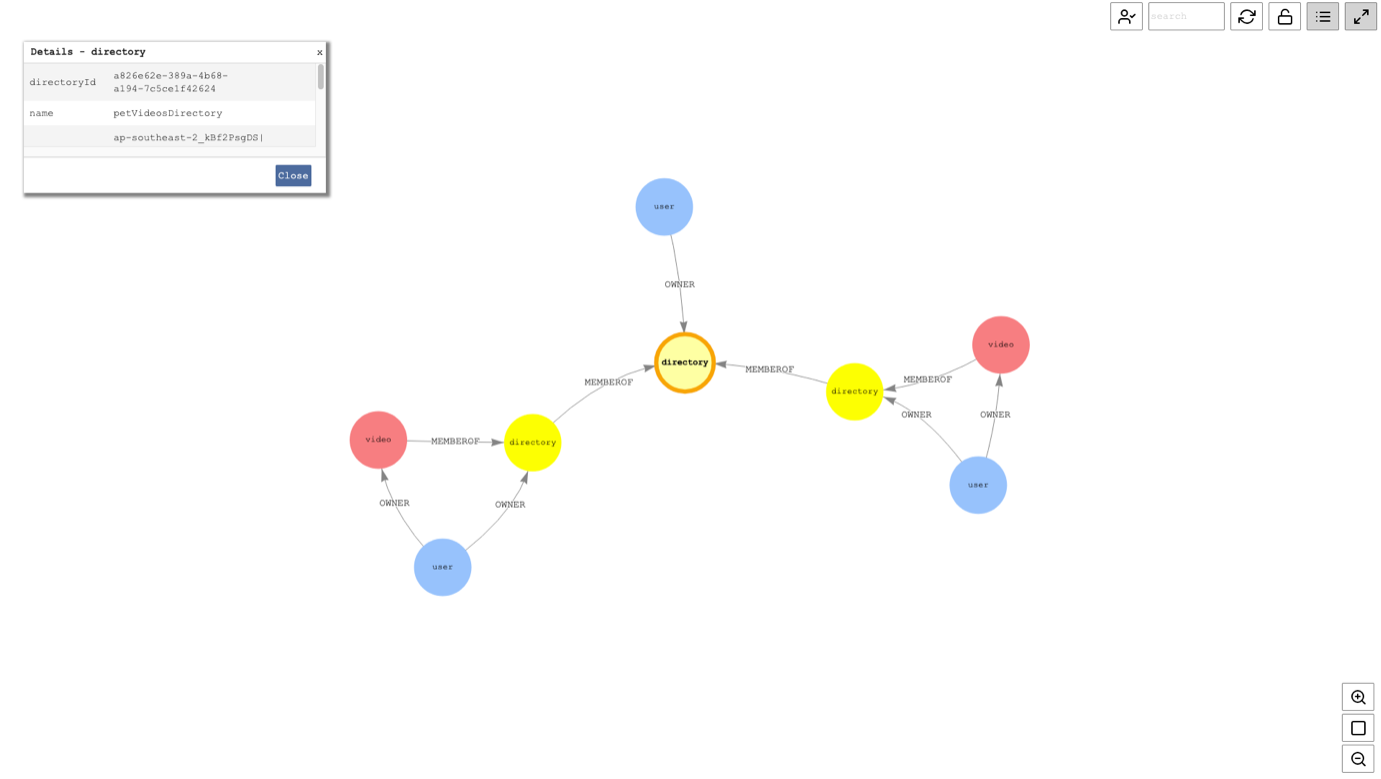 search
Details - directory x
directoryId a826e62e-389a-4b68-
a194-7c5ce1f42624
name petVideosDirectory
ap-southeast-2_kBf2PsgDS|
Close
user
OWNER
directory
MEMBEROF
directory
MEMBEROF
video
OWNER
OWNER
user
MEMBEROF
video
MEMBEROF
directory
OWNER
OWNER
user